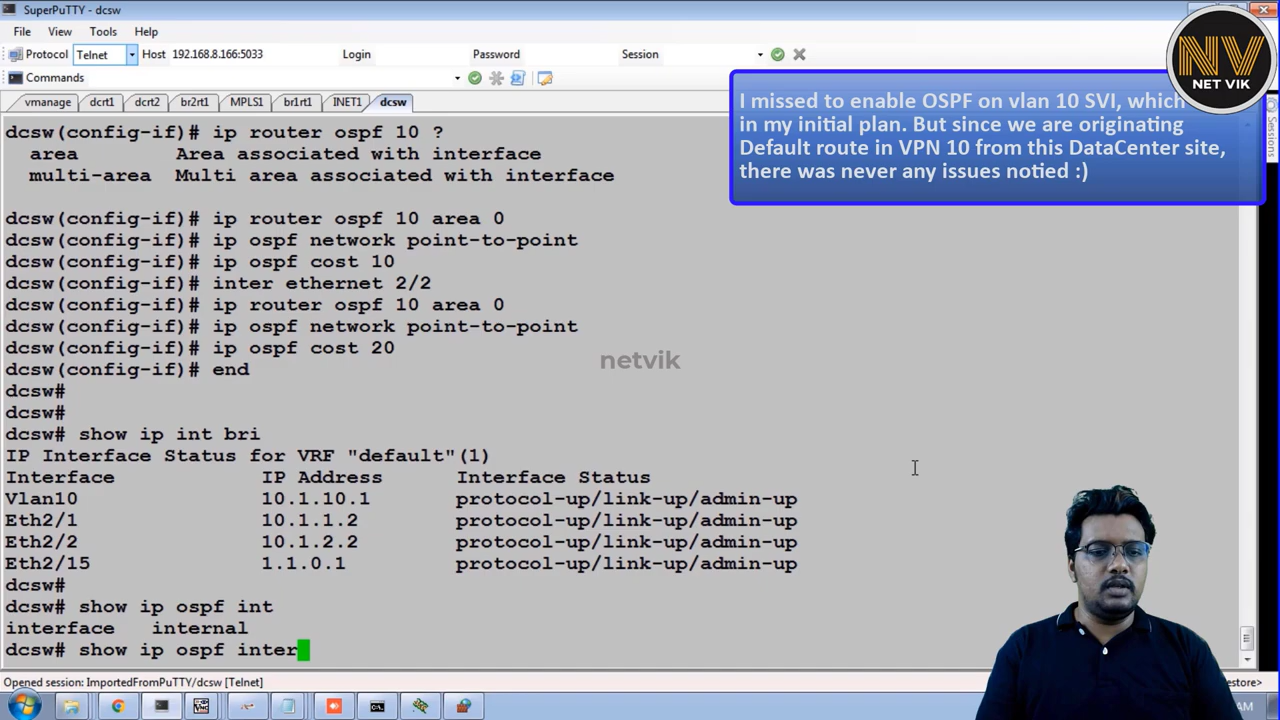 SuperPuTTY - dcsw
File View Tools Help
Protocol Telnet Host 192.168.8.166:5033 Login Password Session
Commands
vmanage dcrt1 dcrt2 br2rt1 MPLS1 br1rt1 INET1 dcsw
NV
NET VIK
I missed to enable OSPF on vlan 10 SVI, which
in my initial plan. But since we are originating
Default route in VPN 10 from this DataCenter site,
there was never any issues notied :)
dcsw(config-if)# ip router ospf 10 ?
area Area associated with interface
multi-area Multi area associated with interface
dcsw(config-if)# ip router ospf 10 area 0
dcsw(config-if)# ip ospf network point-to-point
dcsw(config-if)# ip ospf cost 10
dcsw(config-if)# inter ethernet 2/2
dcsw(config-if)# ip router ospf 10 area 0
dcsw(config-if)# ip ospf network point-to-point
dcsw(config-if)# ip ospf cost 20
netvik
dcsw(config-if)# end
dcsw#
dcsw#
dcsw# show ip int bri
IP Interface Status for VRF "default"(1)
Interface IP Address Interface Status
Vlan10 10.1.10.1 protocol-up/link-up/admin-up
Eth2/1 10.1.1.2 protocol-up/link-up/admin-up
Eth2/2 10.1.2.2 protocol-up/link-up/admin-up
Eth2/15 1.1.0.1 protocol-up/link-up/admin-up
dcsw#
dcsw# show ip ospf int
interface internal
dcsw# show ip ospf inter
Sessions
Opened session: ImportedFromPuTTY/dcsw [Telnet]
estore>
AM